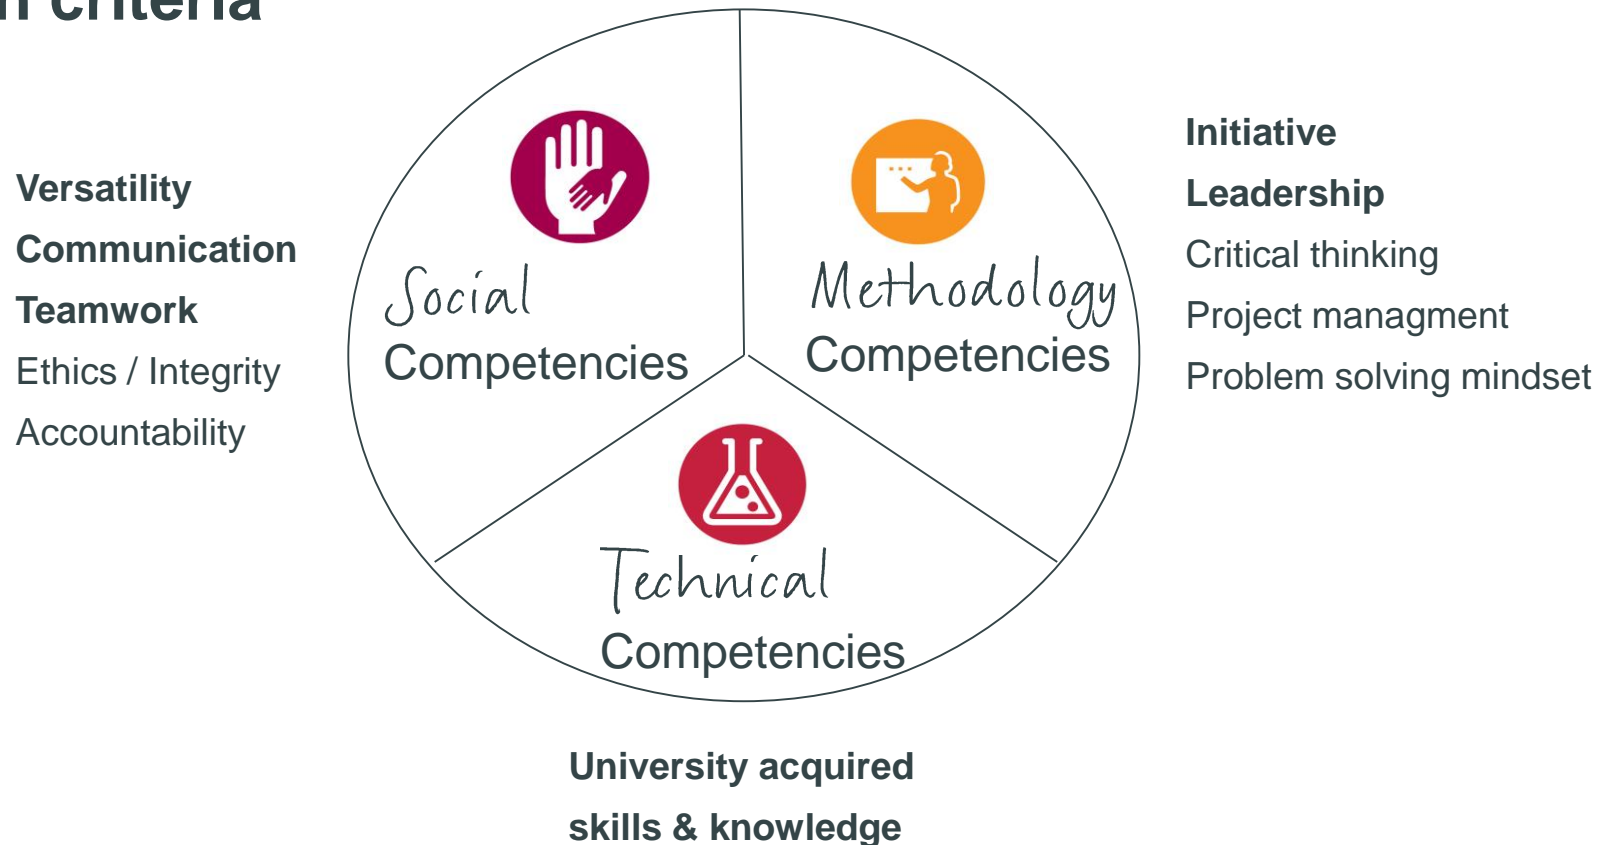 criteria
Versatility
Communication
Teamwork
Ethics / Integrity
Accountability
Social
Competencies
Methodology
Competencies
Initiative
Leadership
Critical thinking
Project managment
Problem solving mindset
Technical
Competencies
University acquired
skills & knowledge